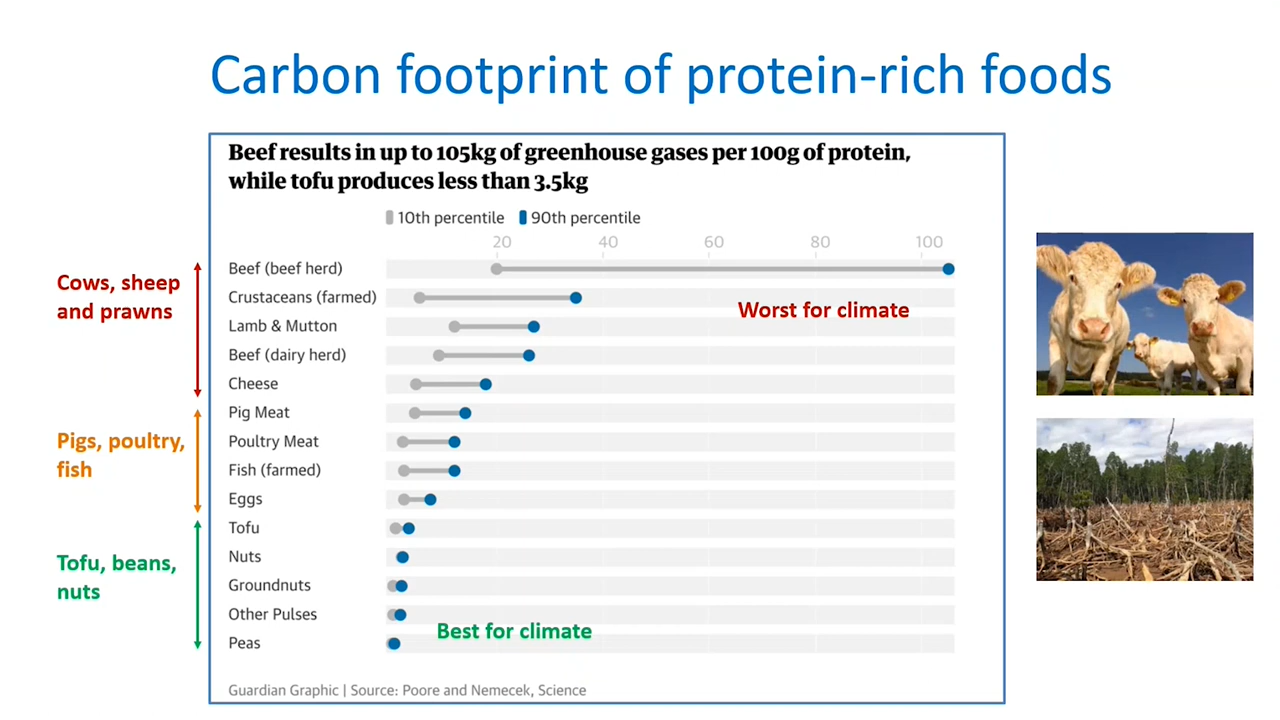 Carbon footprint of protein-rich foods
Beef results in up to 105kg of greenhouse gases per 100g of protein,
while tofu produces less than 3.5kg
10th percentile 90th percentile
20 40 60 80 100
Cows, sheep
and prawns
Beef (beef herd)
Crustaceans (farmed)
Worst for climate
Lamb & Mutton
Beef (dairy herd)
Cheese
Pigs, poultry,
fish
Pig Meat
Poultry Meat
Fish (farmed)
Eggs
Tofu, beans,
nuts
Tofu
Nuts
Groundnuts
Other Pulses
Best for climate
Peas
Guardian Graphic | Source: Poore and Nemecek, Science